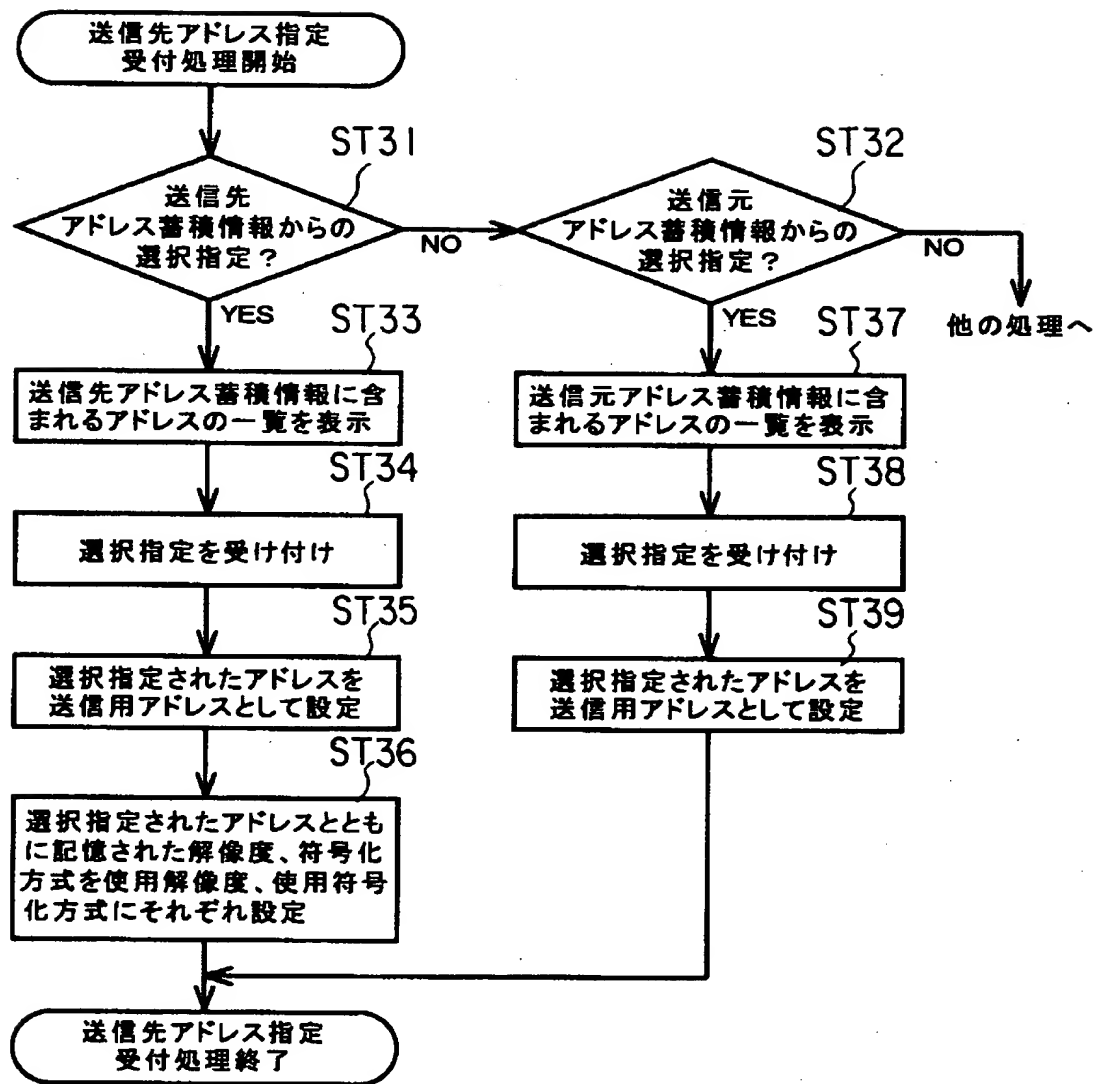 送信先アドレス指定
受付処理開始
ST31
送信先
アドレス蓄積情報からの
選択指定?
NO
YES
ST32
送信元
アドレス蓄積情報からの
選択指定?
NO
YES
他の処理へ
ST33
送信先アドレス蓄積情報に含
まれるアドレスの一覧を表示
ST34
選択指定を受け付け
ST35
選択指定されたアドレスを
送信用アドレスとして設定
ST36
選択指定されたアドレスととも
に記憶された解像度、符号化
方式を使用解像度、使用符号
化方式にそれぞれ設定
ST37
送信元アドレス蓄積情報に含
まれるアドレスの一覧を表示
ST38
選択指定を受け付け
ST39
選択指定されたアドレスを
送信用アドレスとして設定
送信先アドレス指定
受付処理終了